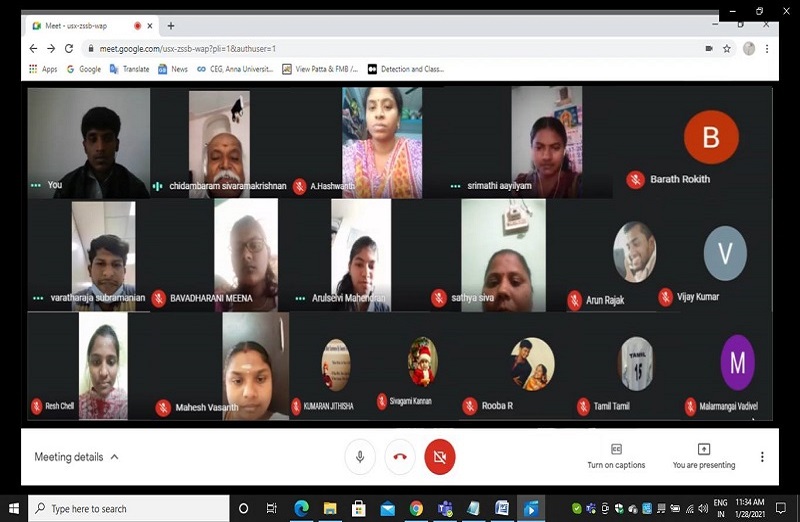 Meet - usx-zssb-wap
meet.google.com/usx-zssb-wap?pli=1&authuser=1
Apps Google Translate News CEG, Anna Universit... View Patta & FMB /... Detection and Class...
B
You chidambaram sivaramakrishnan A.Hashwanth srimathi aayilyam Barath Rokith
V
varatharaja subramanian BAVADHARANI MEENA Arulselvi Mahendran sathya siva Arun Rajak Vijay Kumar
TAMIL
15
M
Resh Chell Mahesh Vasanth KUMARAN JITHISHA Sivagami Kannan Rooba R Tamil Tamil Malarmangai Vadivel
Meeting details
Turn on captions You are presenting
Type here to search
ENG
IN
11:34 AM
1/28/2021